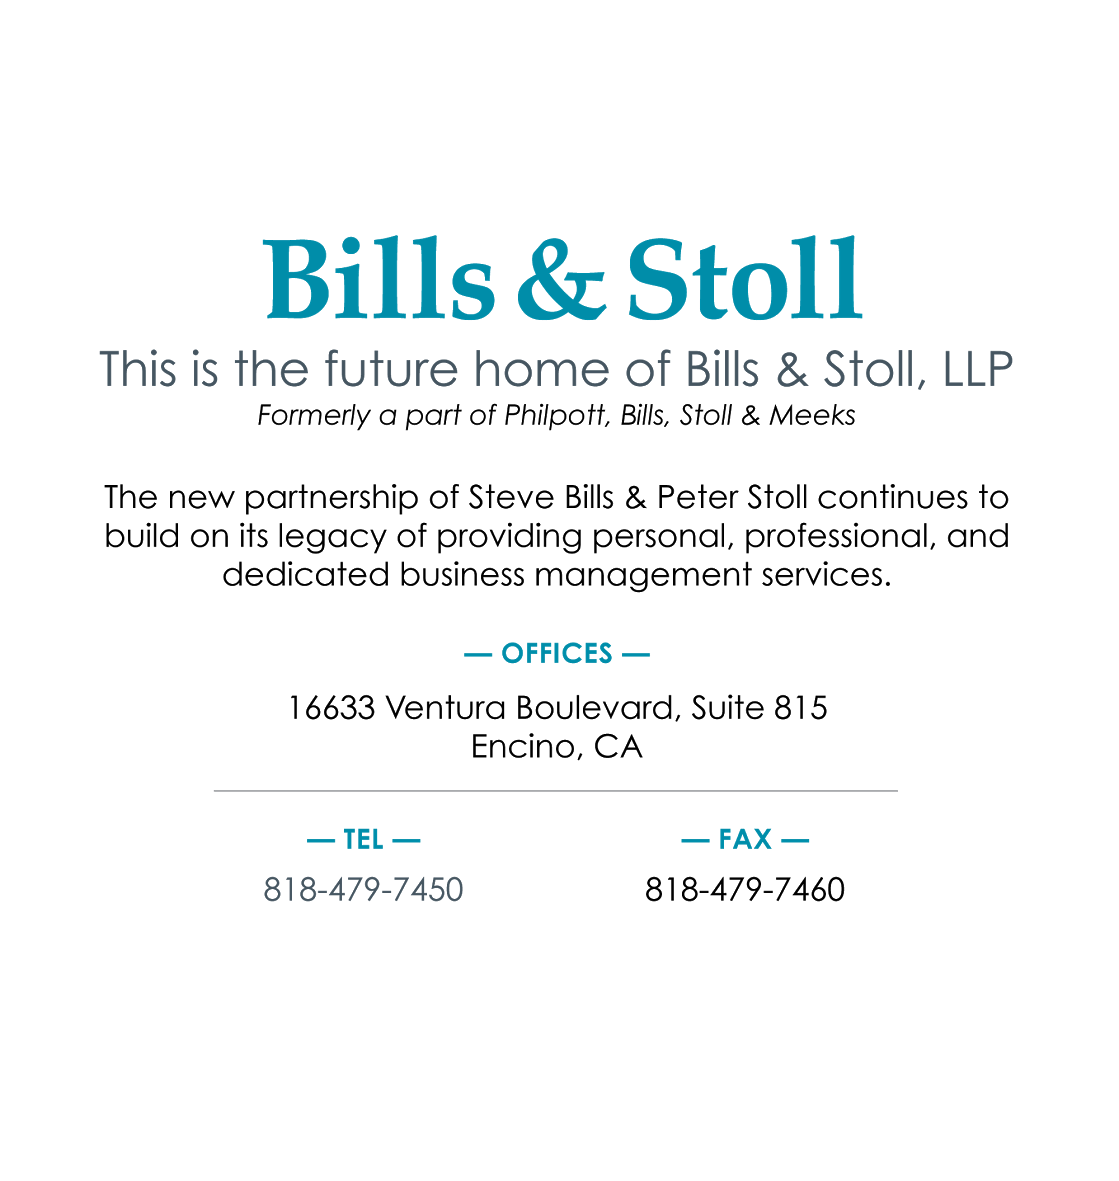 Bills & Stoll
This is the future home of Bills & Stoll, LLP
Formerly a part of Philpott, Bills, Stoll & Meeks
The new partnership of Steve Bills & Peter Stoll continues to
build on its legacy of providing personal, professional, and
dedicated business management services.
— OFFICES —
16633 Ventura Boulevard, Suite 815
Encino, CA
— TEL —
818-479-7450
— FAX —
818-479-7460